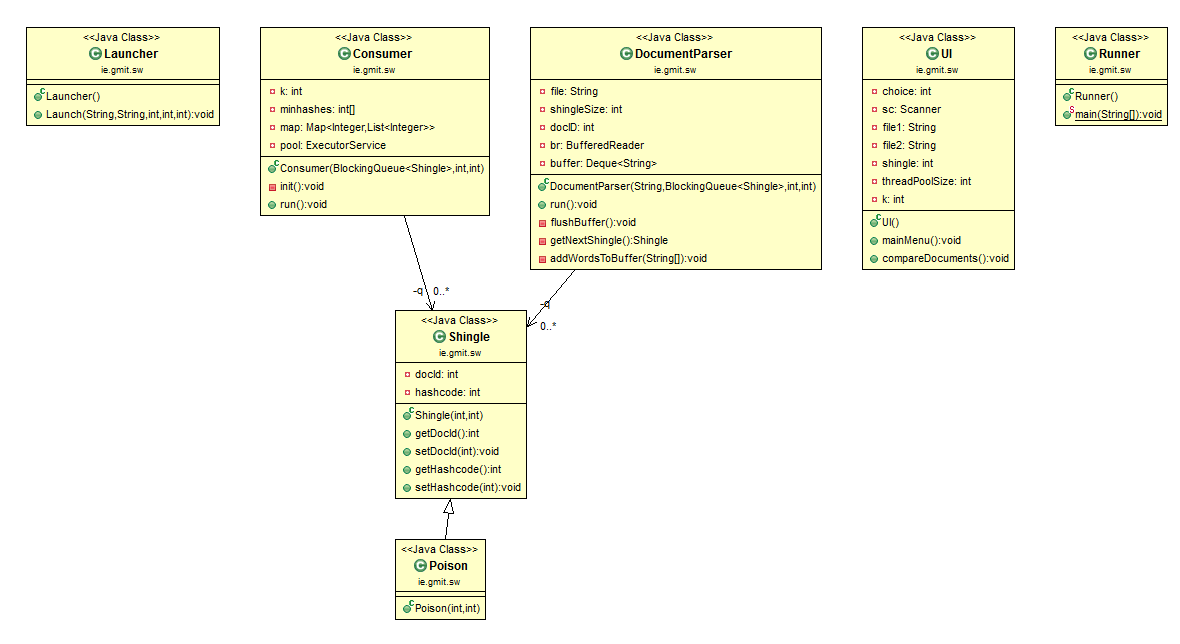 <<Java Class>>
Launcher
ie.gmit.sw
Launcher()
Launch(String,String,int,int,int):void
<<Java Class>>
Consumer
ie.gmit.sw
k: int
minhashes: int[]
map: Map<Integer,List<Integer>>
pool: ExecutorService
Consumer(BlockingQueue<Shingle>,int,int)
init():void
run():void
<<Java Class>>
DocumentParser
ie.gmit.sw
file: String
shingleSize: int
docID: int
br: BufferedReader
buffer: Deque<String>
DocumentParser(String,BlockingQueue<Shingle>,int,int)
run():void
flushBuffer():void
getNextShingle():Shingle
addWordsToBuffer(String[]):void
<<Java Class>>
UI
ie.gmit.sw
choice: int
sc: Scanner
file1: String
file2: String
shingle: int
threadPoolSize: int
k: int
UI()
mainMenu():void
compareDocuments():void
<<Java Class>>
Runner
ie.gmit.sw
Runner()
main(String[]):void
-q 0..*
-q
0..*
<<Java Class>>
Shingle
ie.gmit.sw
docId: int
hashcode: int
Shingle(int,int)
getDocId():int
setDocId(int):void
getHashcode():int
setHashcode(int):void
<<Java Class>>
Poison
ie.gmit.sw
Poison(int,int)